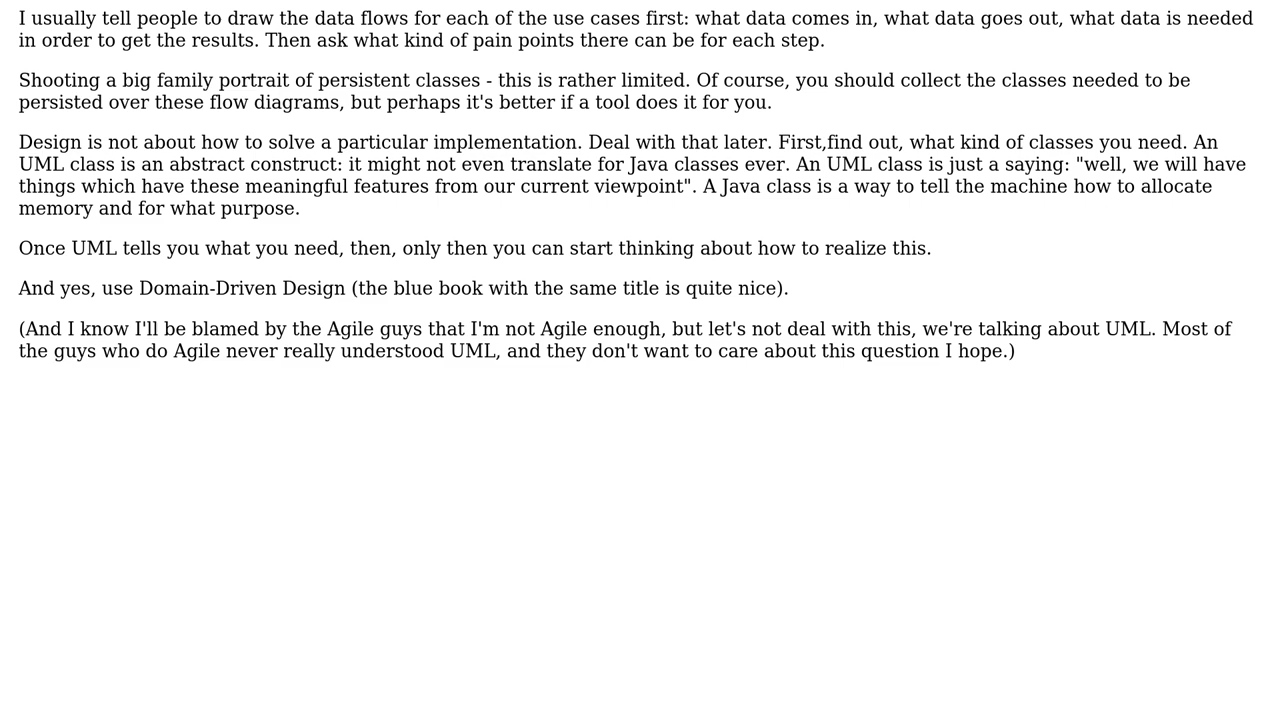 I usually tell people to draw the data flows for each of the use cases first: what data comes in, what data goes out, what data is needed
in order to get the results. Then ask what kind of pain points there can be for each step.
Shooting a big family portrait of persistent classes - this is rather limited. Of course, you should collect the classes needed to be
persisted over these flow diagrams, but perhaps it's better if a tool does it for you.
Design is not about how to solve a particular implementation. Deal with that later. First,find out, what kind of classes you need. An
UML class is an abstract construct: it might not even translate for Java classes ever. An UML class is just a saying: "well, we will have
things which have these meaningful features from our current viewpoint". A Java class is a way to tell the machine how to allocate
memory and for what purpose.
Once UML tells you what you need, then, only then you can start thinking about how to realize this.
And yes, use Domain-Driven Design (the blue book with the same title is quite nice).
(And I know I'll be blamed by the Agile guys that I'm not Agile enough, but let's not deal with this, we're talking about UML. Most of
the guys who do Agile never really understood UML, and they don't want to care about this question I hope.)